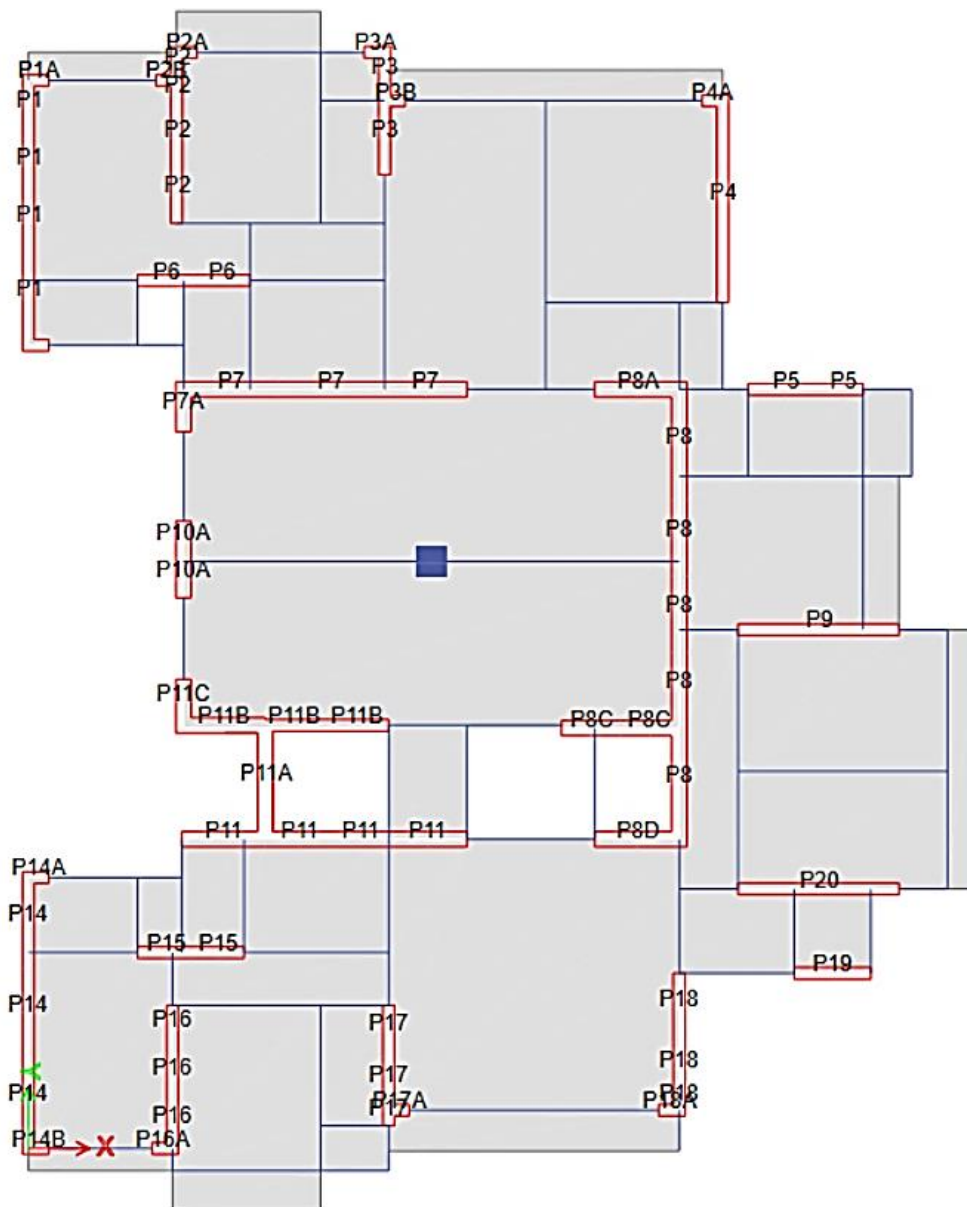 P2A P3A
P2 P3
P1A P2B
P1 P2 P3B P4A
P1 P2 P3
P2 P4
P1
P6 P6
P1
P7 P7 P7 P8A P5 P5
P7A
P8
P10A P8
P10A
P8 P9
P11C P8
P11B P11B P11B P8C P8C
P11A P8
P11 P11 P11 P11 P8D
P14A
P20
P14
P15 P15
P19
P14 P16 P17 P18
P16 P17 P18
Y
P14 P18
P17A P18A
P16 P17
P14B X P16A